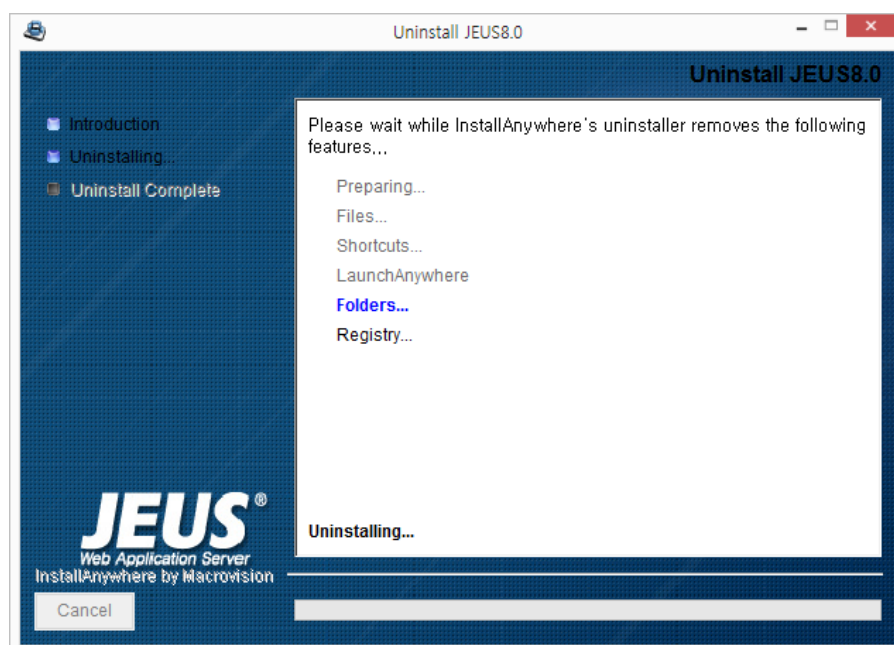 Uninstall JEUS8.0
Uninstall JEUS8.0
Introduction
Uninstalling...
Uninstall Complete
Please wait while InstallAnywhere's uninstaller removes the following
features...
Preparing...
Files...
Shortcuts...
LaunchAnywhere
Folders...
Registry...
Uninstalling...
JEUS®
Web Application Server
InstallAnywhere by Macrovision
Cancel